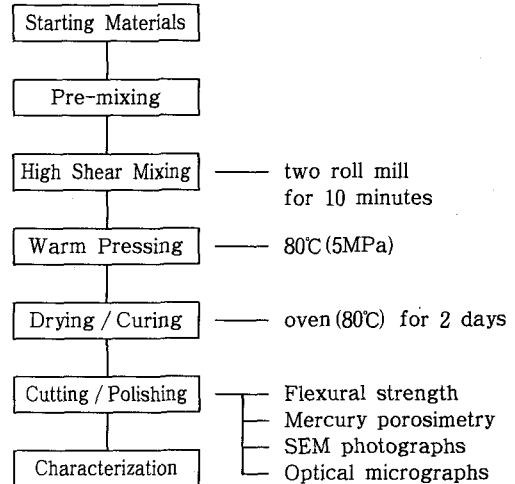 Starting Materials
Pre-mixing
High Shear Mixing
two roll mill
for 10 minutes
Warm Pressing
80℃(5MPa)
Drying / Curing
oven(80℃) for 2 days
Cutting / Polishing
Flexural strength
Mercury porosimetry
SEM photographs
Characterization
Optical micrographs